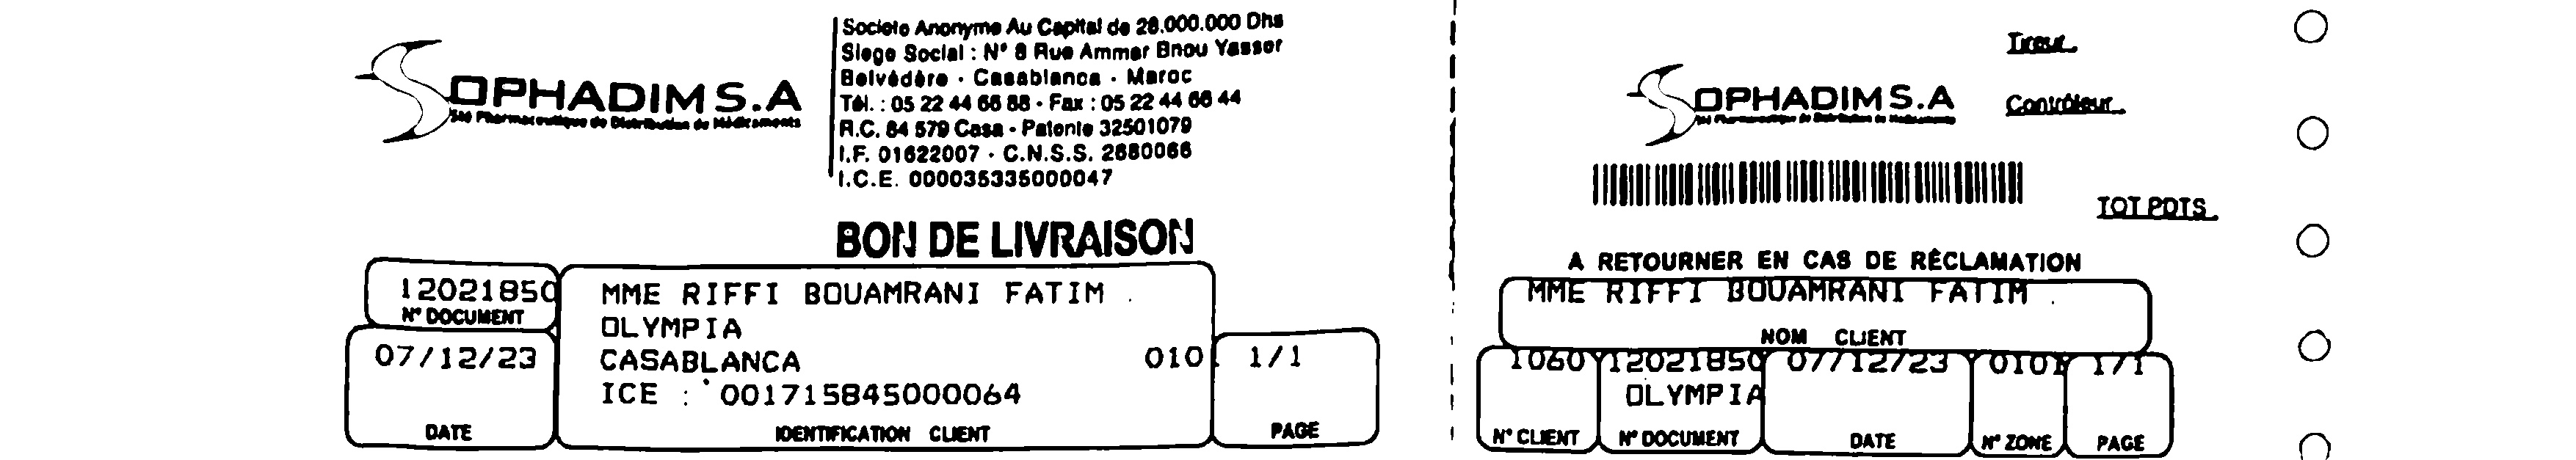 SOPHADIM S.A
Sté Pharmaceutique de Distribution de Médicaments
Societe Anonyme Au Capital de 28.000.000 Dhs
Siege Social : N° 8 Rue Ammar Bnou Yasser
Belvédère - Casablanca - Maroc
Tél. : 05 22 44 66 88 - Fax : 05 22 44 66 44
R.C. 84 579 Casa - Patente 32501079
I.F. 01622007 - C.N.S.S. 2680066
I.C.E. 000035335000047
BON DE LIVRAISON
12021850
N° DOCUMENT
07/12/23
DATE
MME RIFFI BOUAMRANI FATIM
OLYMPIA
CASABLANCA 010
ICE : 001715845000064
IDENTIFICATION CLIENT
1/1
PAGE
Tireur
SOPHADIM S.A
Sté Pharmaceutique de Distribution de Médicaments
Contrôleur
TOT PDTS
A RETOURNER EN CAS DE RÉCLAMATION
MME RIFFI BOUAMRANI FATIM
NOM CLIENT
1060 12021850 07/12/23 0101 1/1
OLYMPIA
N° CLIENT N° DOCUMENT DATE N° ZONE PAGE